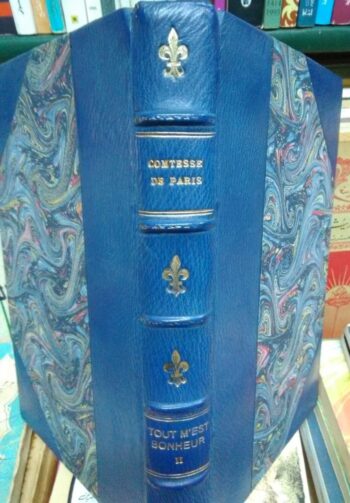 COMTESSE
DE PARIS
TOUT M'EST
BONHEUR
II